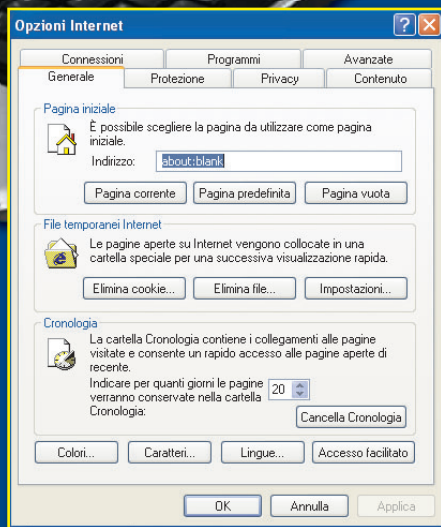 Opzioni Internet
Connessioni Programmi Avanzate
Generale Protezione Privacy Contenuto
Pagina iniziale
È possibile scegliere la pagina da utilizzare come pagina
iniziale.
Indirizzo: about:blank
Pagina corrente Pagina predefinita Pagina vuota
File temporanei Internet
Le pagine aperte su Internet vengono collocate in una
cartella speciale per una successiva visualizzazione rapida.
Elimina cookie... Elimina file... Impostazioni...
Cronologia
La cartella Cronologia contiene i collegamenti alle pagine
visitate e consente un rapido accesso alle pagine aperte di
recente.
Indicare per quanti giorni le pagine
verranno conservate nella cartella 20
Cronologia:
Cancella Cronologia
Colori... Caratteri... Lingue... Accesso facilitato
OK Annulla Applica